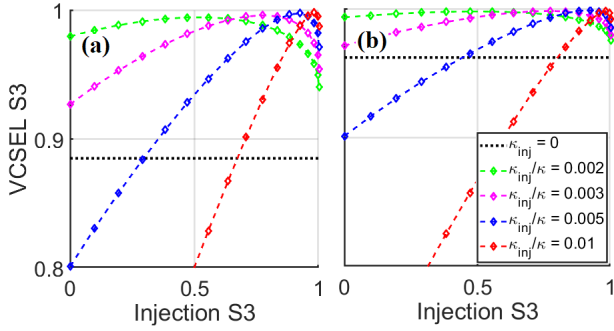 1
0.9
0.8
VCSEL S3
(a)
0
0.5
1
Injection S3
(b)
κinj = 0
κinj/κ = 0.002
κinj/κ = 0.003
κinj/κ = 0.005
κinj/κ = 0.01
0
0.5
1
Injection S3